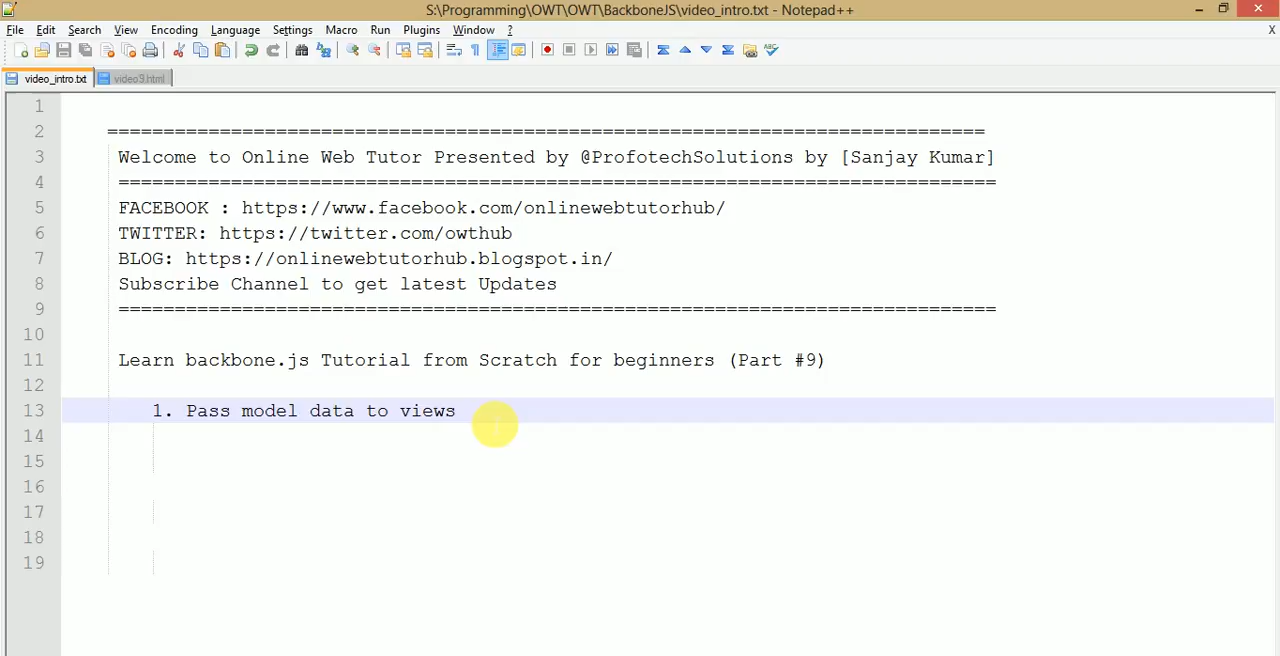 S:\Programming\OWT\OWT\BackboneJS\video_intro.txt - Notepad++
File Edit Search View Encoding Language Settings Macro Run Plugins Window ? X
video_intro.txt video9.html
1
2 ==============================================================================
3 Welcome to Online Web Tutor Presented by @ProfotechSolutions by [Sanjay Kumar]
4 ==============================================================================
5 FACEBOOK : https://www.facebook.com/onlinewebtutorhub/
6 TWITTER: https://twitter.com/owthub
7 BLOG: https://onlinewebtutorhub.blogspot.in/
8 Subscribe Channel to get latest Updates
9 ==============================================================================
10
11 Learn backbone.js Tutorial from Scratch for beginners (Part #9)
12
13 1. Pass model data to views
14
15
16
17
18
19